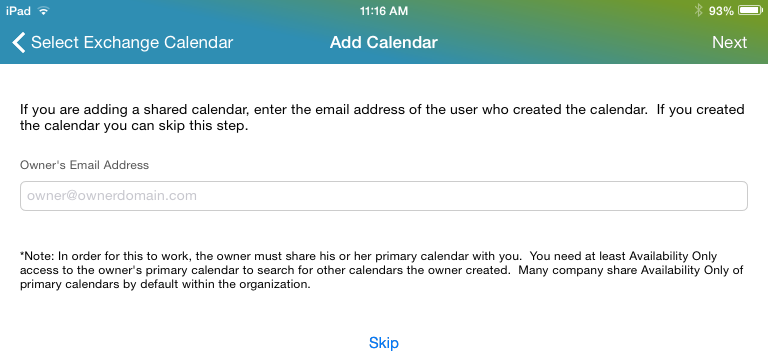 iPad 11:16 AM 93%
Select Exchange Calendar Add Calendar Next
If you are adding a shared calendar, enter the email address of the user who created the calendar.  If you created
the calendar you can skip this step.
Owner's Email Address
owner@ownerdomain.com
*Note: In order for this to work, the owner must share his or her primary calendar with you.  You need at least Availability Only
access to the owner's primary calendar to search for other calendars the owner created.  Many company share Availability Only of
primary calendars by default within the organization.
Skip